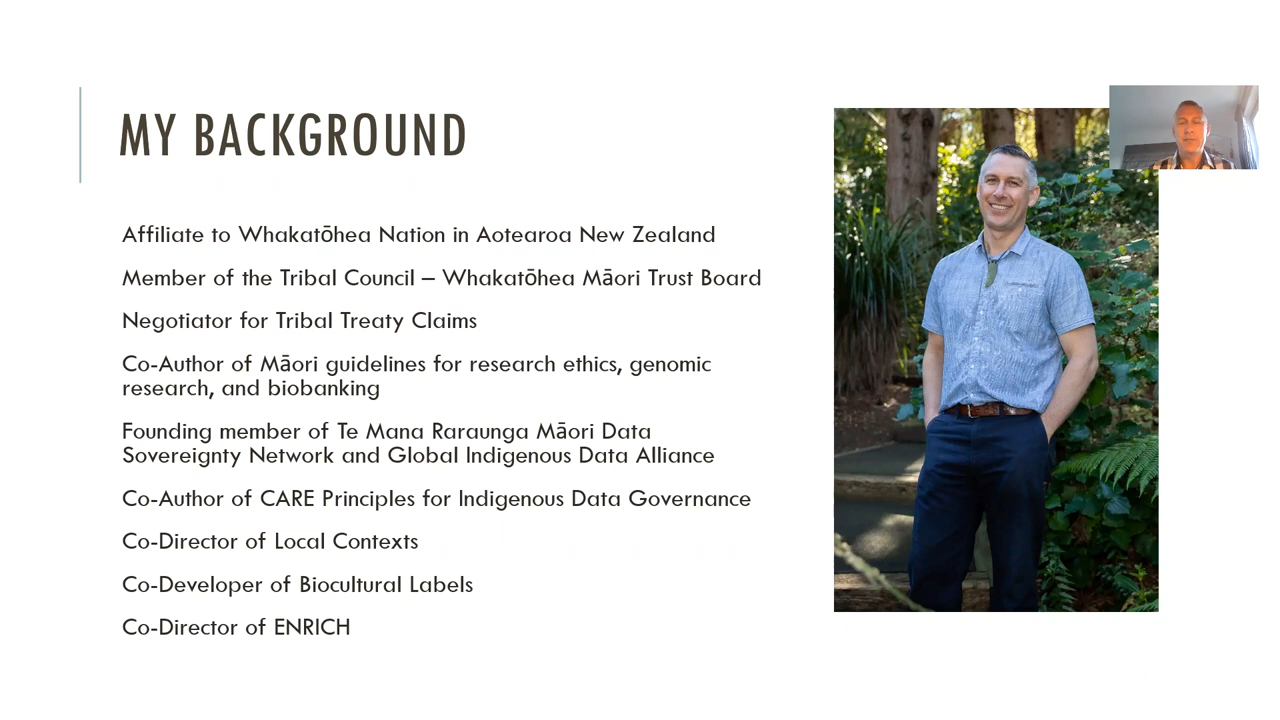 MY BACKGROUND
Affiliate to Whakatōhea Nation in Aotearoa New Zealand
Member of the Tribal Council – Whakatōhea Māori Trust Board
Negotiator for Tribal Treaty Claims
Co-Author of Māori guidelines for research ethics, genomic
research, and biobanking
Founding member of Te Mana Raraunga Māori Data
Sovereignty Network and Global Indigenous Data Alliance
Co-Author of CARE Principles for Indigenous Data Governance
Co-Director of Local Contexts
Co-Developer of Biocultural Labels
Co-Director of ENRICH